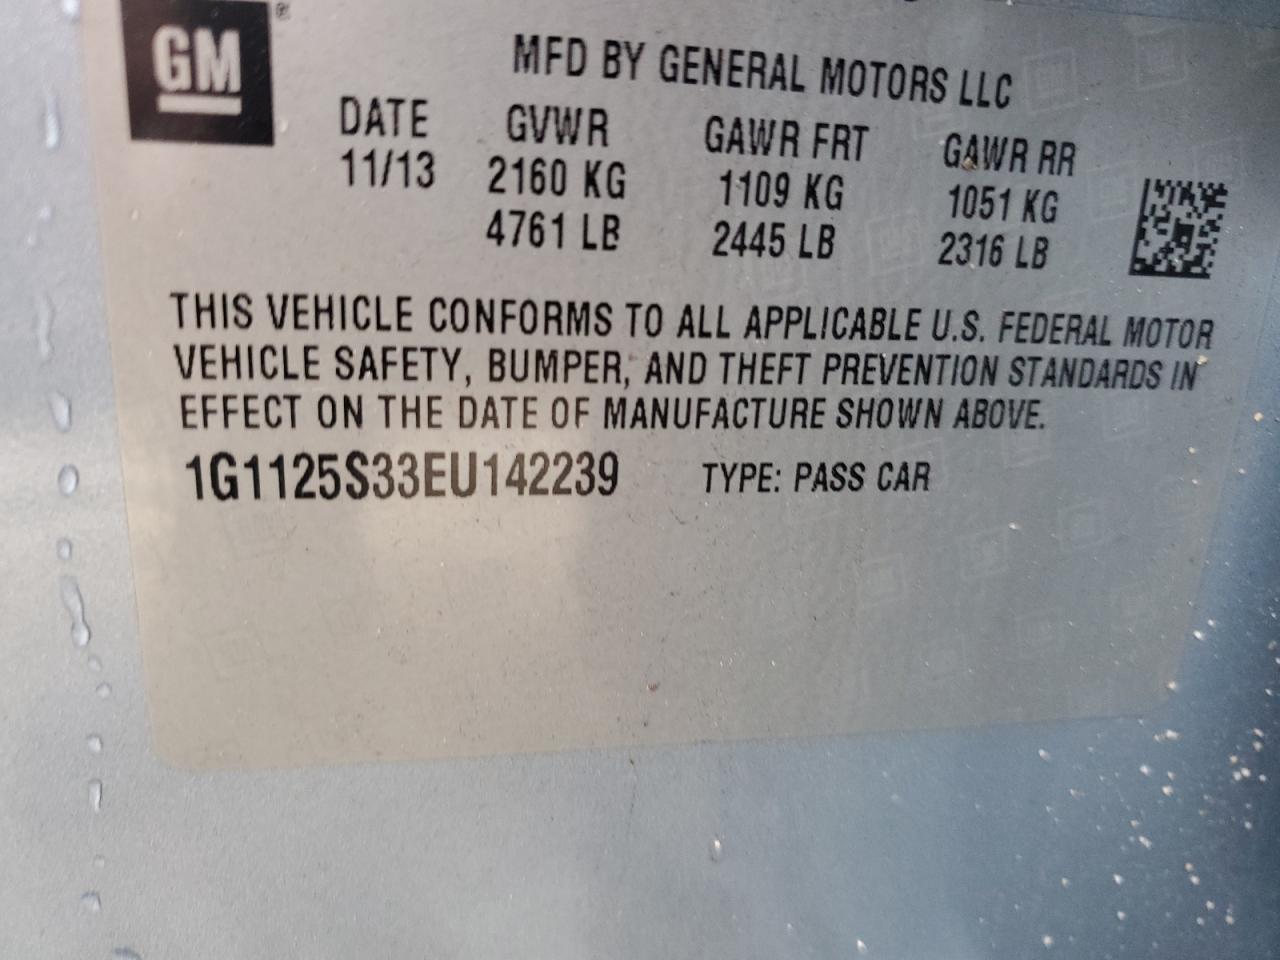 GM ®
MFD BY GENERAL MOTORS LLC
DATE GVWR GAWR FRT GAWR RR
11/13 2160 KG 1109 KG 1051 KG
4761 LB 2445 LB 2316 LB
THIS VEHICLE CONFORMS TO ALL APPLICABLE U.S. FEDERAL MOTOR
VEHICLE SAFETY, BUMPER, AND THEFT PREVENTION STANDARDS IN
EFFECT ON THE DATE OF MANUFACTURE SHOWN ABOVE.
1G1125S33EU142239 TYPE: PASS CAR